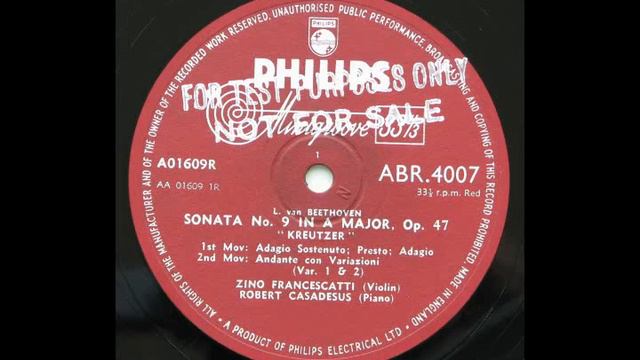 ALL RIGHTS OF THE MANUFACTURER AND OF THE OWNER OF THE RECORDED WORK RESERVED. UNAUTHORISED PUBLIC PERFORMANCE, BROADCASTING AND COPYING OF THIS RECORD PROHIBITED. MADE IN ENGLAND
PHILIPS
PHILIPS
FOR TEST PURPOSES ONLY
NOT FOR SALE
Minigroove 33⅓
A01609R
1
ABR.4007
AA 01609 1R
33⅓ r.p.m. Red
L. van BEETHOVEN
SONATA No. 9 IN A MAJOR, Op. 47
"KREUTZER"
1st Mov: Adagio Sostenuto; Presto; Adagio
2nd Mov: Andante con Variazioni
(Var. 1 & 2)
ZINO FRANCESCATTI (Violin)
ROBERT CASADESUS (Piano)
A PRODUCT OF PHILIPS ELECTRICAL LTD